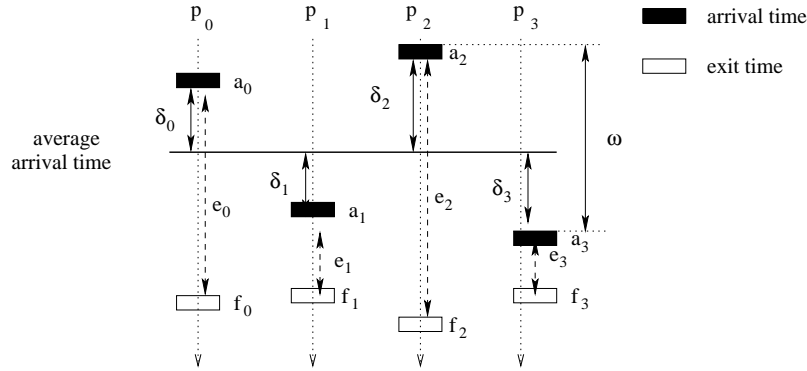 p0 p1 p2 p3
arrival time
exit time
a0
a2
δ0
δ2
average
arrival time
ω
δ1
δ3
e0
a1
e2
a3
e1
e3
f0
f1
f2
f3